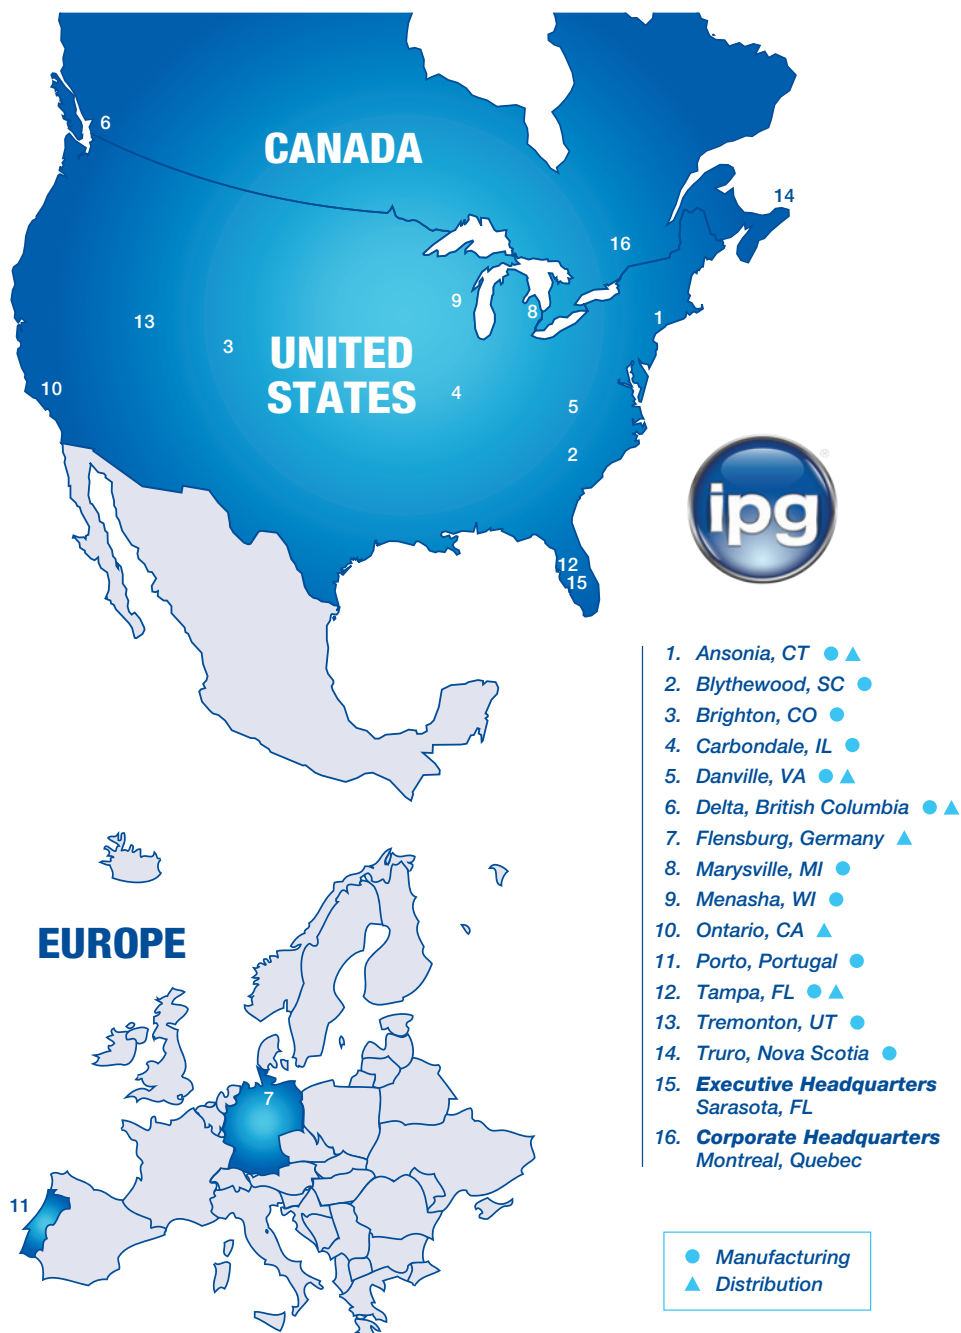 6
CANADA
14
16
9
8
1
13
3
UNITED
STATES
10
4
5
2
ipg®
12
15
1. Ansonia, CT
2. Blythewood, SC
3. Brighton, CO
4. Carbondale, IL
5. Danville, VA
6. Delta, British Columbia
7. Flensburg, Germany
8. Marysville, MI
9. Menasha, WI
10. Ontario, CA
11. Porto, Portugal
12. Tampa, FL
13. Tremonton, UT
14. Truro, Nova Scotia
15. Executive Headquarters
Sarasota, FL
16. Corporate Headquarters
Montreal, Quebec
EUROPE
7
11
Manufacturing
Distribution